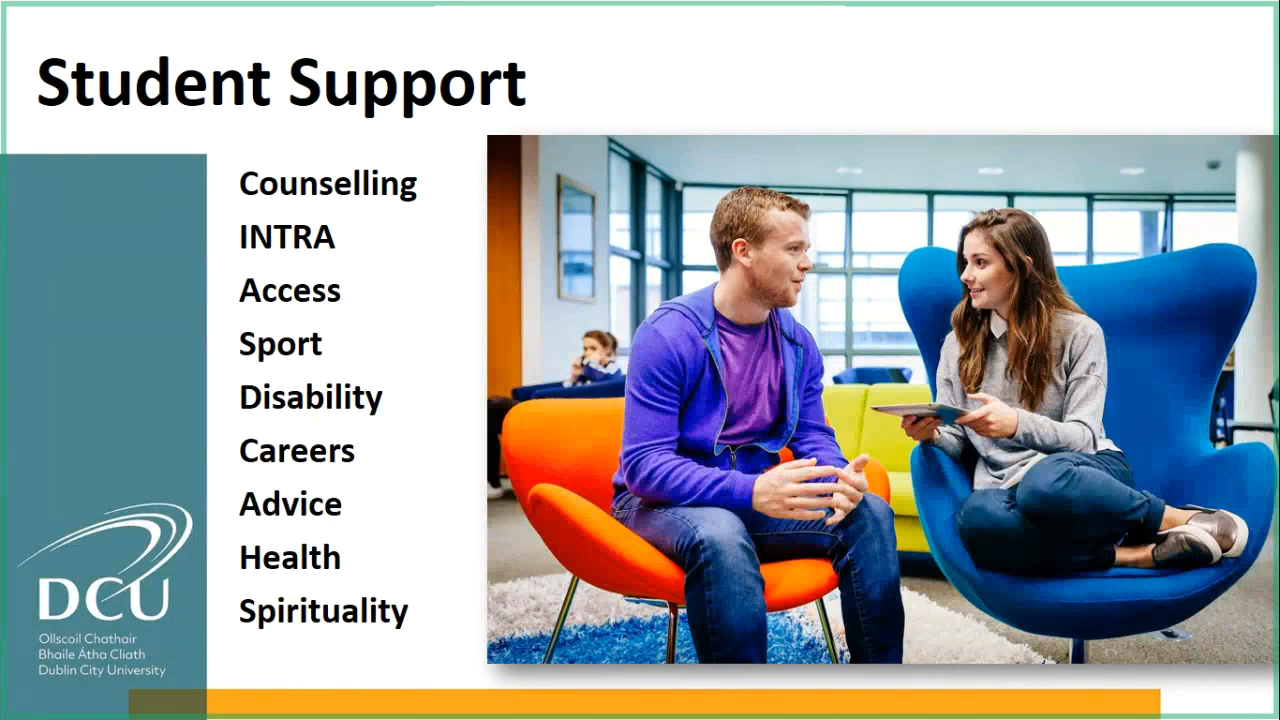 Student Support
Counselling
INTRA
Access
Sport
Disability
Careers
Advice
Health
Spirituality
DCU
Ollscoil Chathair
Bhaile Átha Cliath
Dublin City University